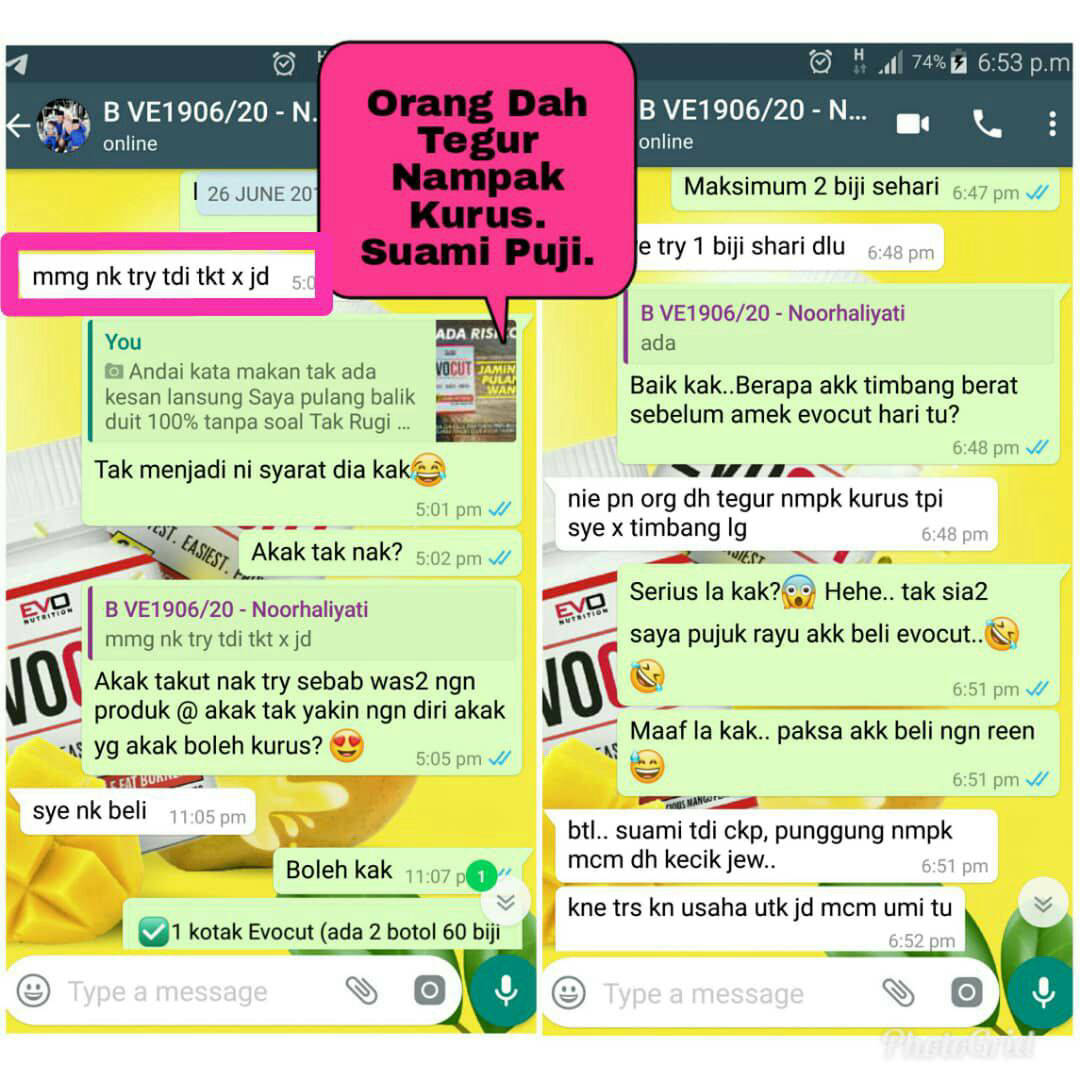 Orang Dah
Tegur
Nampak
Kurus.
Suami Puji.
B VE1906/20 - N.
online
26 JUNE 201
mmg nk try tdi tkt x jd
5:0
You
Andai kata makan tak ada
kesan lansung Saya pulang balik
duit 100% tanpa soal Tak Rugi ...
ADA RISIKO
VOCUT
JAMIN
PULAN
WAN
Tak menjadi ni syarat dia kak😂
5:01 pm
Akak tak nak? 5:02 pm
B VE1906/20 - Noorhaliyati
mmg nk try tdi tkt x jd
Akak takut nak try sebab was2 ngn
produk @ akak tak yakin ngn diri akak
yg akak boleh kurus?😍
5:05 pm
sye nk beli 11:05 pm
Boleh kak 11:07 p
1
✅1 kotak Evocut (ada 2 botol 60 biji
Type a message
H 74% 6:53 p.m
B VE1906/20 - N...
online
Maksimum 2 biji sehari 6:47 pm
e try 1 biji shari dlu 6:48 pm
B VE1906/20 - Noorhaliyati
ada
Baik kak..Berapa akk timbang berat
sebelum amek evocut hari tu?
6:48 pm
nie pn org dh tegur nmpk kurus tpi
sye x timbang lg
6:48 pm
Serius la kak?😱 Hehe.. tak sia2
saya pujuk rayu akk beli evocut..🤣
🤣
6:51 pm
Maaf la kak.. paksa akk beli ngn reen
😅
6:51 pm
btl.. suami tdi ckp, punggung nmpk
mcm dh kecik jew..
6:51 pm
kne trs kn usaha utk jd mcm umi tu
6:52 pm
Type a message
EVO
NUTRITION
EVO
NUTRITION
PhotoGrid